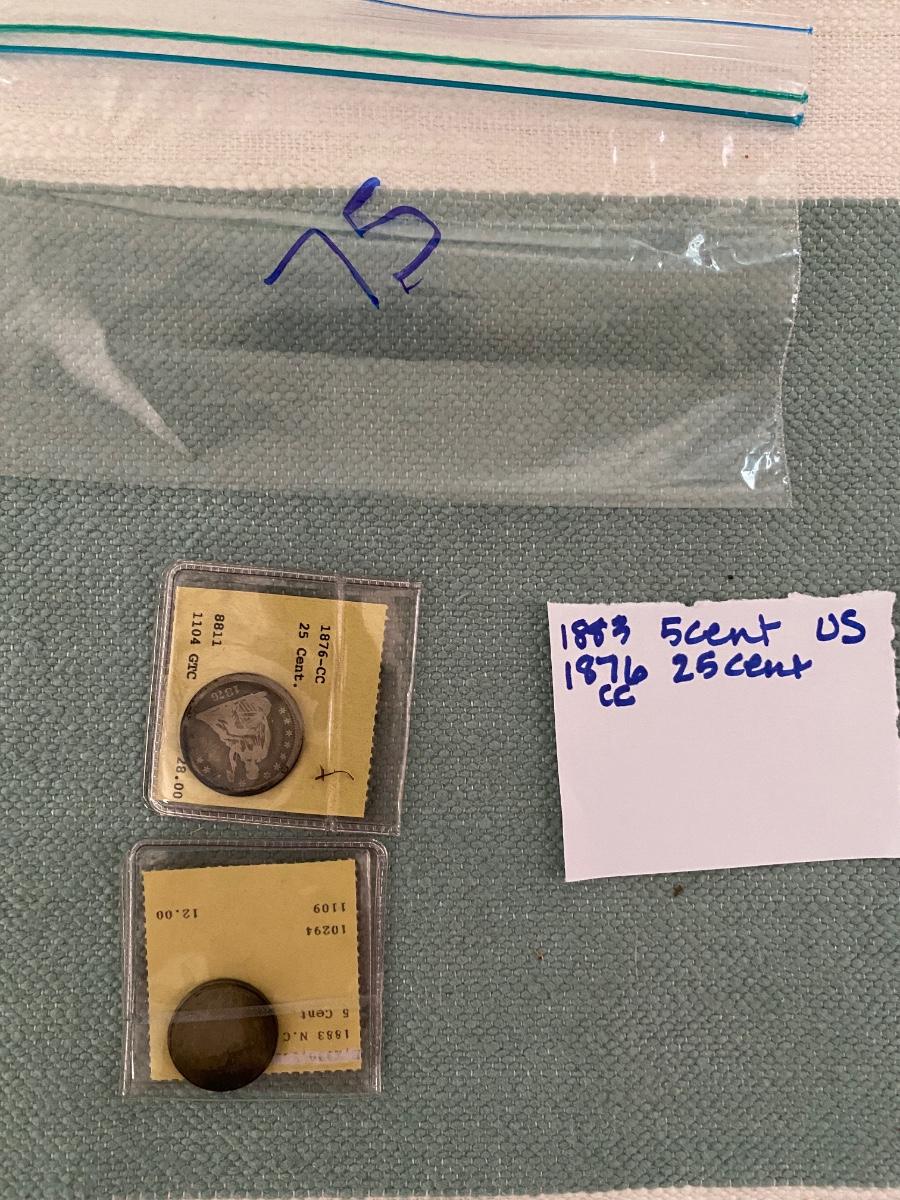 75
1876-CC
25 Cent.
8811
1104 GTC
28.00
1876
1883 5cent US
1876 25cent
CC
12.00
1109
10294
5 Cent
1883 N.C